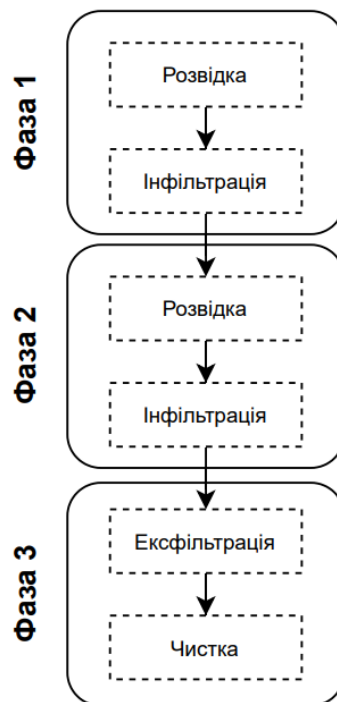 Фаза 1
Розвідка
Інфільтрація
Фаза 2
Розвідка
Інфільтрація
Фаза 3
Ексфільтрація
Чистка